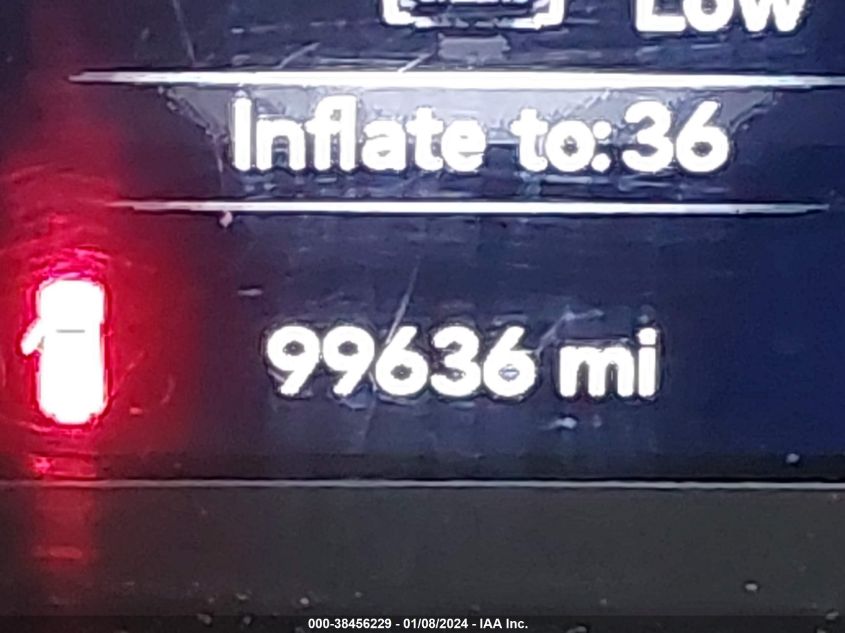 Low
Inflate to: 36
99636 mi
000-38456229 - 01/08/2024 - IAA Inc.